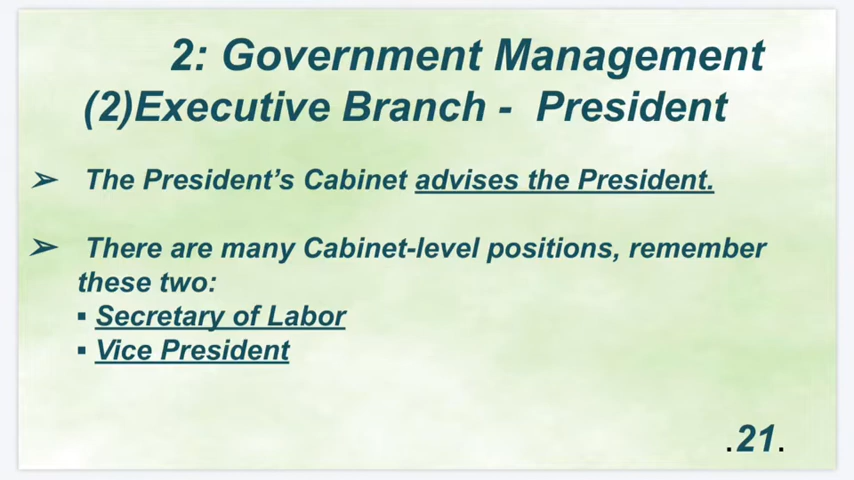 2: Government Management
(2)Executive Branch - President
➢ The President's Cabinet advises the President.
➢ There are many Cabinet-level positions, remember
these two:
▪ Secretary of Labor
▪ Vice President
.21.